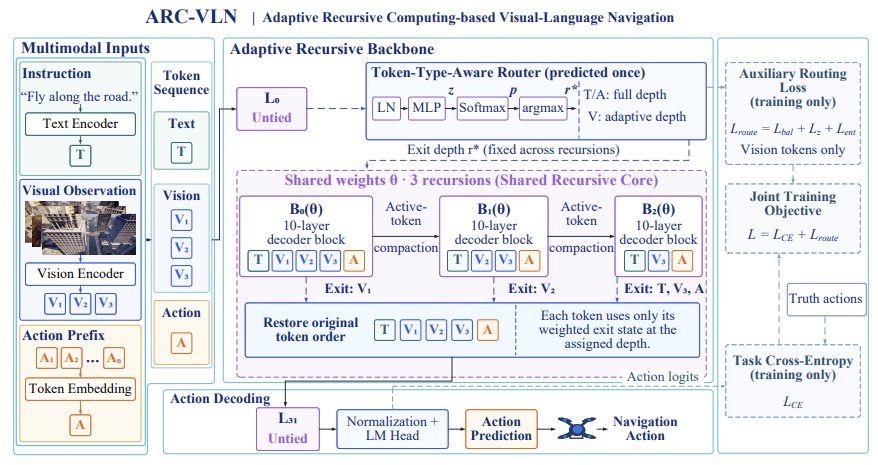 ARC-VLN | Adaptive Recursive Computing-based Visual-Language Navigation
Multimodal Inputs
Instruction
“Fly along the road.”
Text Encoder
T
Visual Observation
Vision Encoder
V₁ V₂ V₃
Action Prefix
A₁ A₂ ... Aₙ
Token Embedding
A
Token
Sequence
Text
T
Vision
V₁
V₂
V₃
Action
A
Adaptive Recursive Backbone
L₀
Untied
Token-Type-Aware Router (predicted once)
LN MLP z Softmax p argmax r*
T/A: full depth
V: adaptive depth
Exit depth r* (fixed across recursions)
Shared weights θ · 3 recursions (Shared Recursive Core)
B₀(θ)
10-layer
decoder block
T V₁ V₂ V₃ A
Active-
token
compaction
B₁(θ)
10-layer
decoder block
T V₂ V₃ A
Active-
token
compaction
B₂(θ)
10-layer
decoder block
T V₃ A
Exit: V₁
Exit: V₂
Exit: T, V₃, A
Restore original
token order
T V₁ V₂ V₃ A
Each token uses only its
weighted exit state at the
assigned depth.
Action Decoding
L₃₁
Untied
Normalization +
LM Head
Action
Prediction
Navigation
Action
Action logits
Auxiliary Routing
Loss
(training only)
L_route = L_bal + L_z + L_ent
Vision tokens only
Joint Training
Objective
L = L_CE + L_route
Truth actions
Task Cross-Entropy
(training only)
L_CE